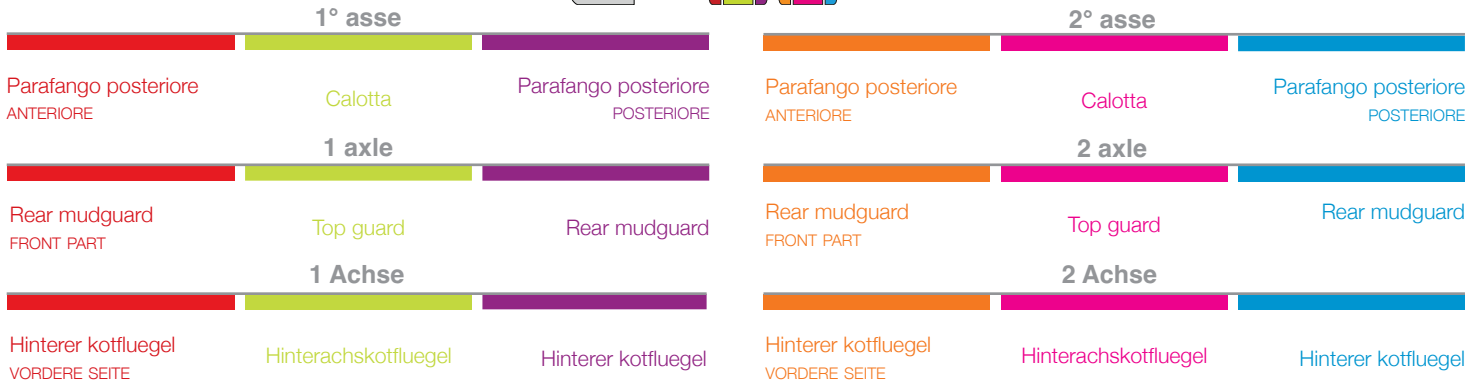 1° asse
Parafango posteriore
ANTERIORE
Calotta
Parafango posteriore
POSTERIORE
1 axle
Rear mudguard
FRONT PART
Top guard
Rear mudguard
1 Achse
Hinterer kotfluegel
VORDERE SEITE
Hinterachskotfluegel
Hinterer kotfluegel
2° asse
Parafango posteriore
ANTERIORE
Calotta
Parafango posteriore
POSTERIORE
2 axle
Rear mudguard
FRONT PART
Top guard
Rear mudguard
2 Achse
Hinterer kotfluegel
VORDERE SEITE
Hinterachskotfluegel
Hinterer kotfluegel